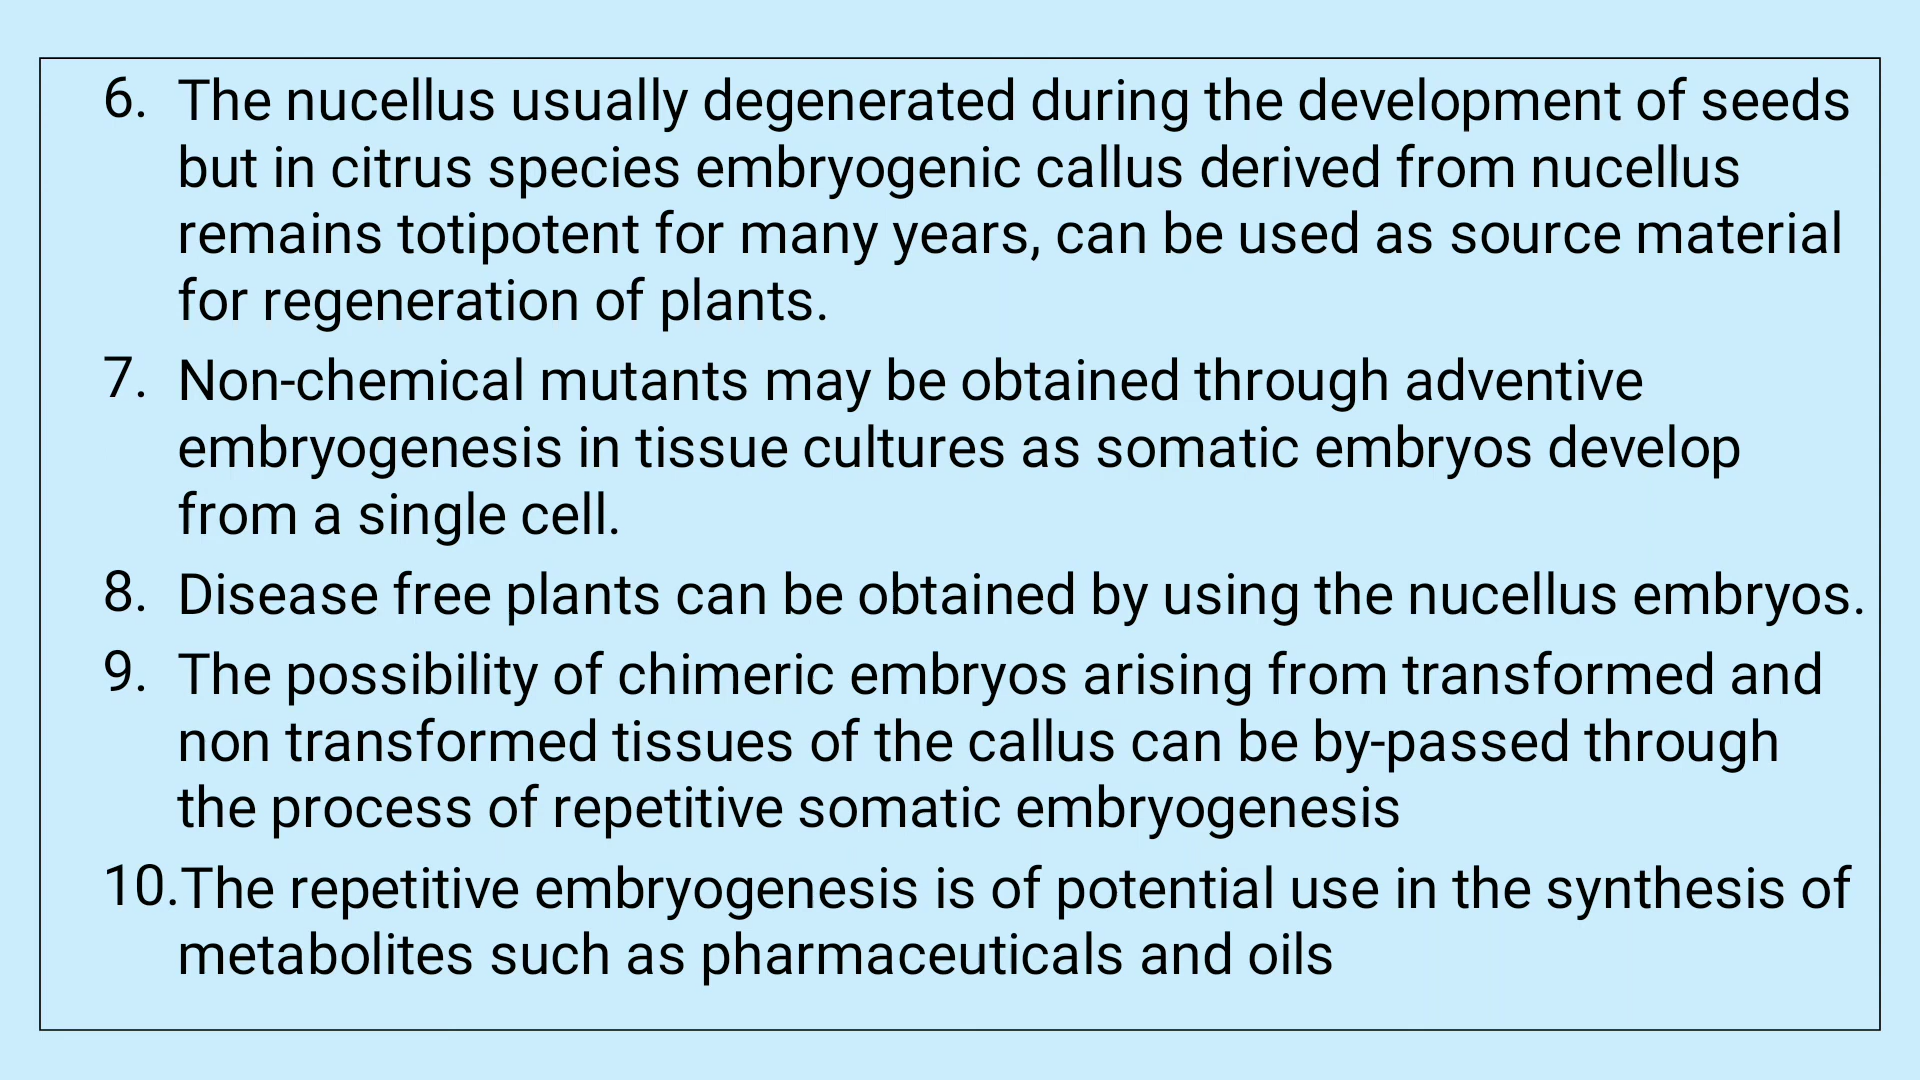 6. The nucellus usually degenerated during the development of seeds
but in citrus species embryogenic callus derived from nucellus
remains totipotent for many years, can be used as source material
for regeneration of plants.
7. Non-chemical mutants may be obtained through adventive
embryogenesis in tissue cultures as somatic embryos develop
from a single cell.
8. Disease free plants can be obtained by using the nucellus embryos.
9. The possibility of chimeric embryos arising from transformed and
non transformed tissues of the callus can be by-passed through
the process of repetitive somatic embryogenesis
10.The repetitive embryogenesis is of potential use in the synthesis of
metabolites such as pharmaceuticals and oils